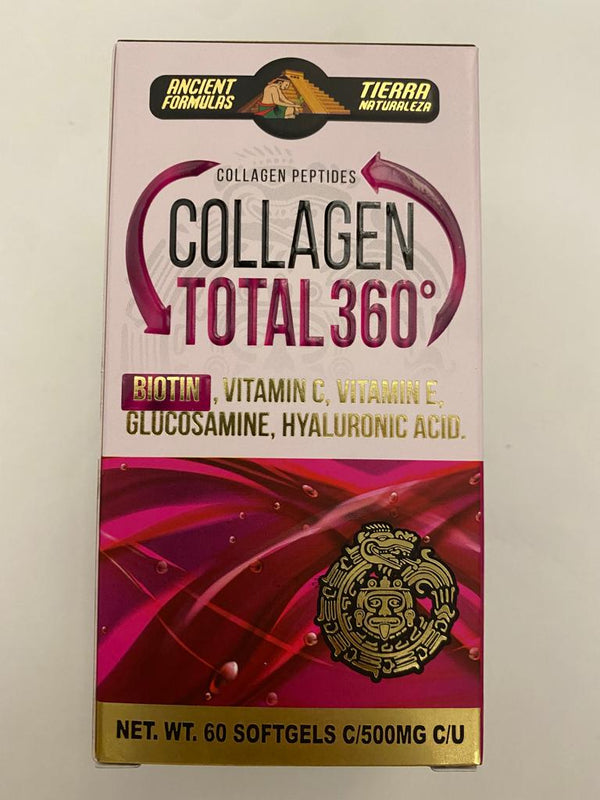 ANCIENT FORMULAS
TIERRA NATURALEZA
COLLAGEN PEPTIDES
COLLAGEN
TOTAL 360°
BIOTIN, VITAMIN C, VITAMIN E,
GLUCOSAMINE, HYALURONIC ACID.
NET. WT. 60 SOFTGELS C/500MG C/U